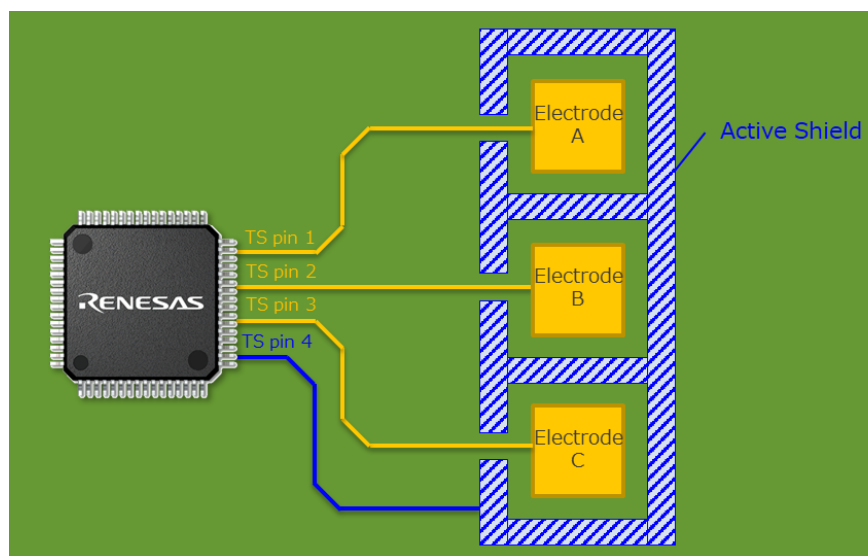 Electrode
A
Active Shield
TS pin 1
TS pin 2
RENESAS
Electrode
B
TS pin 3
TS pin 4
Electrode
C